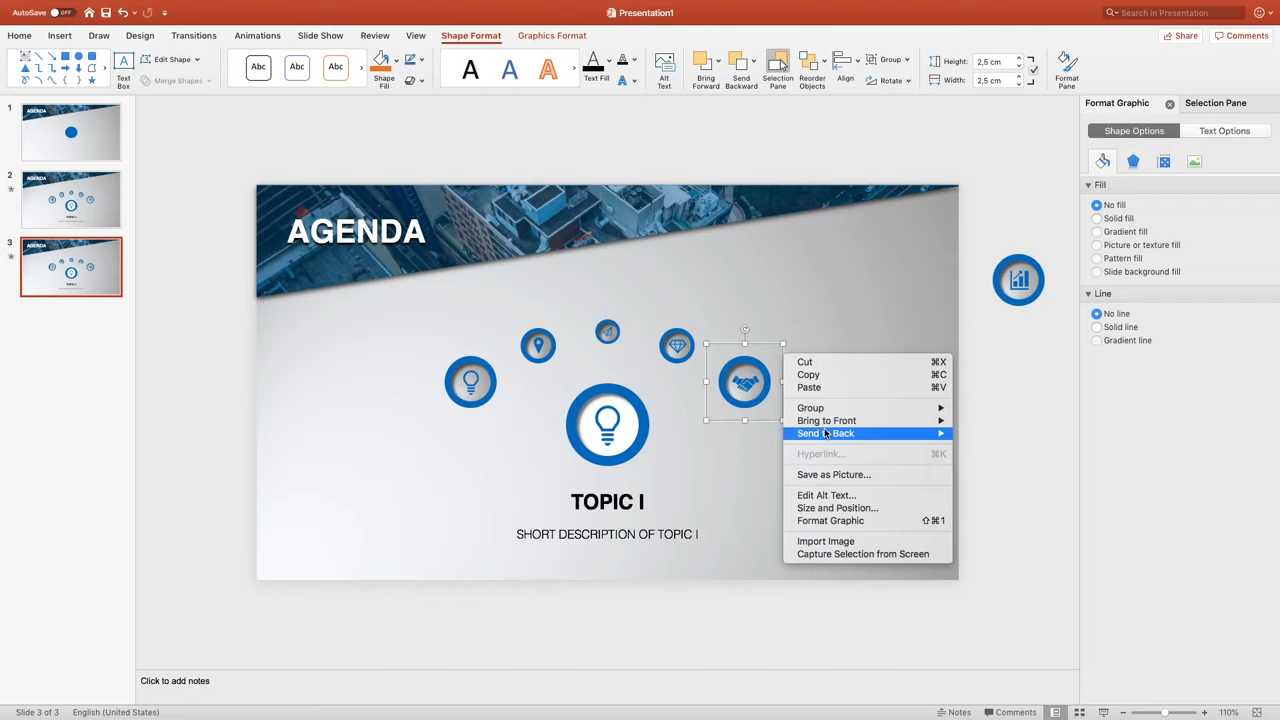 AutoSave OFF
Presentation1
Search in Presentation
Home Insert Draw Design Transitions Animations Slide Show Review View Shape Format Graphics Format
Share Comments
Text Box
Edit Shape
Merge Shapes
Abc Abc Abc
Shape Fill
A A A
Text Fill
Alt Text
Bring Forward
Send Backward
Selection Pane
Reorder Objects
Align
Group
Rotate
Height: 2,5 cm
Width: 2,5 cm
Format Pane
1
AGENDA
2
AGENDA
TOPIC I
3
AGENDA
TOPIC I
AGENDA
TOPIC I
SHORT DESCRIPTION OF TOPIC I
Cut ⌘X
Copy ⌘C
Paste ⌘V
Group
Bring to Front
Send to Back
Hyperlink... ⌘K
Save as Picture...
Edit Alt Text...
Size and Position...
Format Graphic ⇧⌘1
Import Image
Capture Selection from Screen
Format Graphic Selection Pane
Shape Options Text Options
Fill
No fill
Solid fill
Gradient fill
Picture or texture fill
Pattern fill
Slide background fill
Line
No line
Solid line
Gradient line
Click to add notes
Slide 3 of 3 English (United States)
Notes Comments 110%